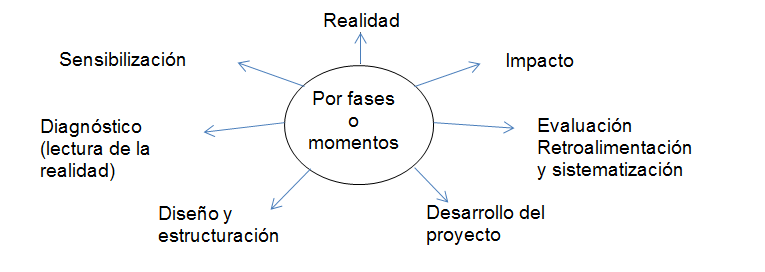 Realidad
Sensibilización
Impacto
Por fases
o
momentos
Diagnóstico
(lectura de la
realidad)
Evaluación
Retroalimentación
y sistematización
Diseño y
estructuración
Desarrollo del
proyecto